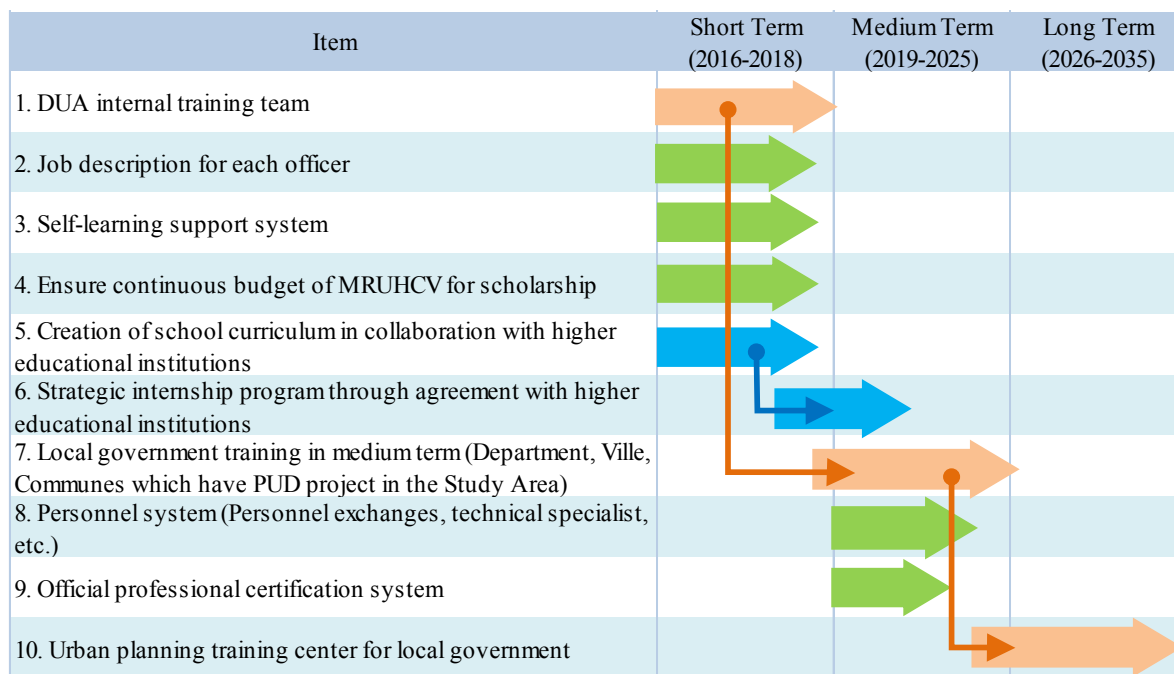 Item
Short Term
(2016-2018)
Medium Term
(2019-2025)
Long Term
(2026-2035)
1. DUA internal training team
2. Job description for each officer
3. Self-learning support system
4. Ensure continuous budget of MRUHCV for scholarship
5. Creation of school curriculum in collaboration with higher
educational institutions
6. Strategic internship program through agreement with higher
educational institutions
7. Local government training in medium term (Department, Ville,
Communes which have PUD project in the Study Area)
8. Personnel system (Personnel exchanges, technical specialist,
etc.)
9. Official professional certification system
10. Urban planning training center for local government